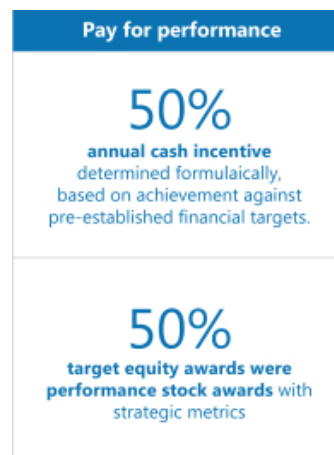 Pay for performance
50%
annual cash incentive
determined formulaically,
based on achievement against
pre-established financial targets.
50%
target equity awards were
performance stock awards with
strategic metrics